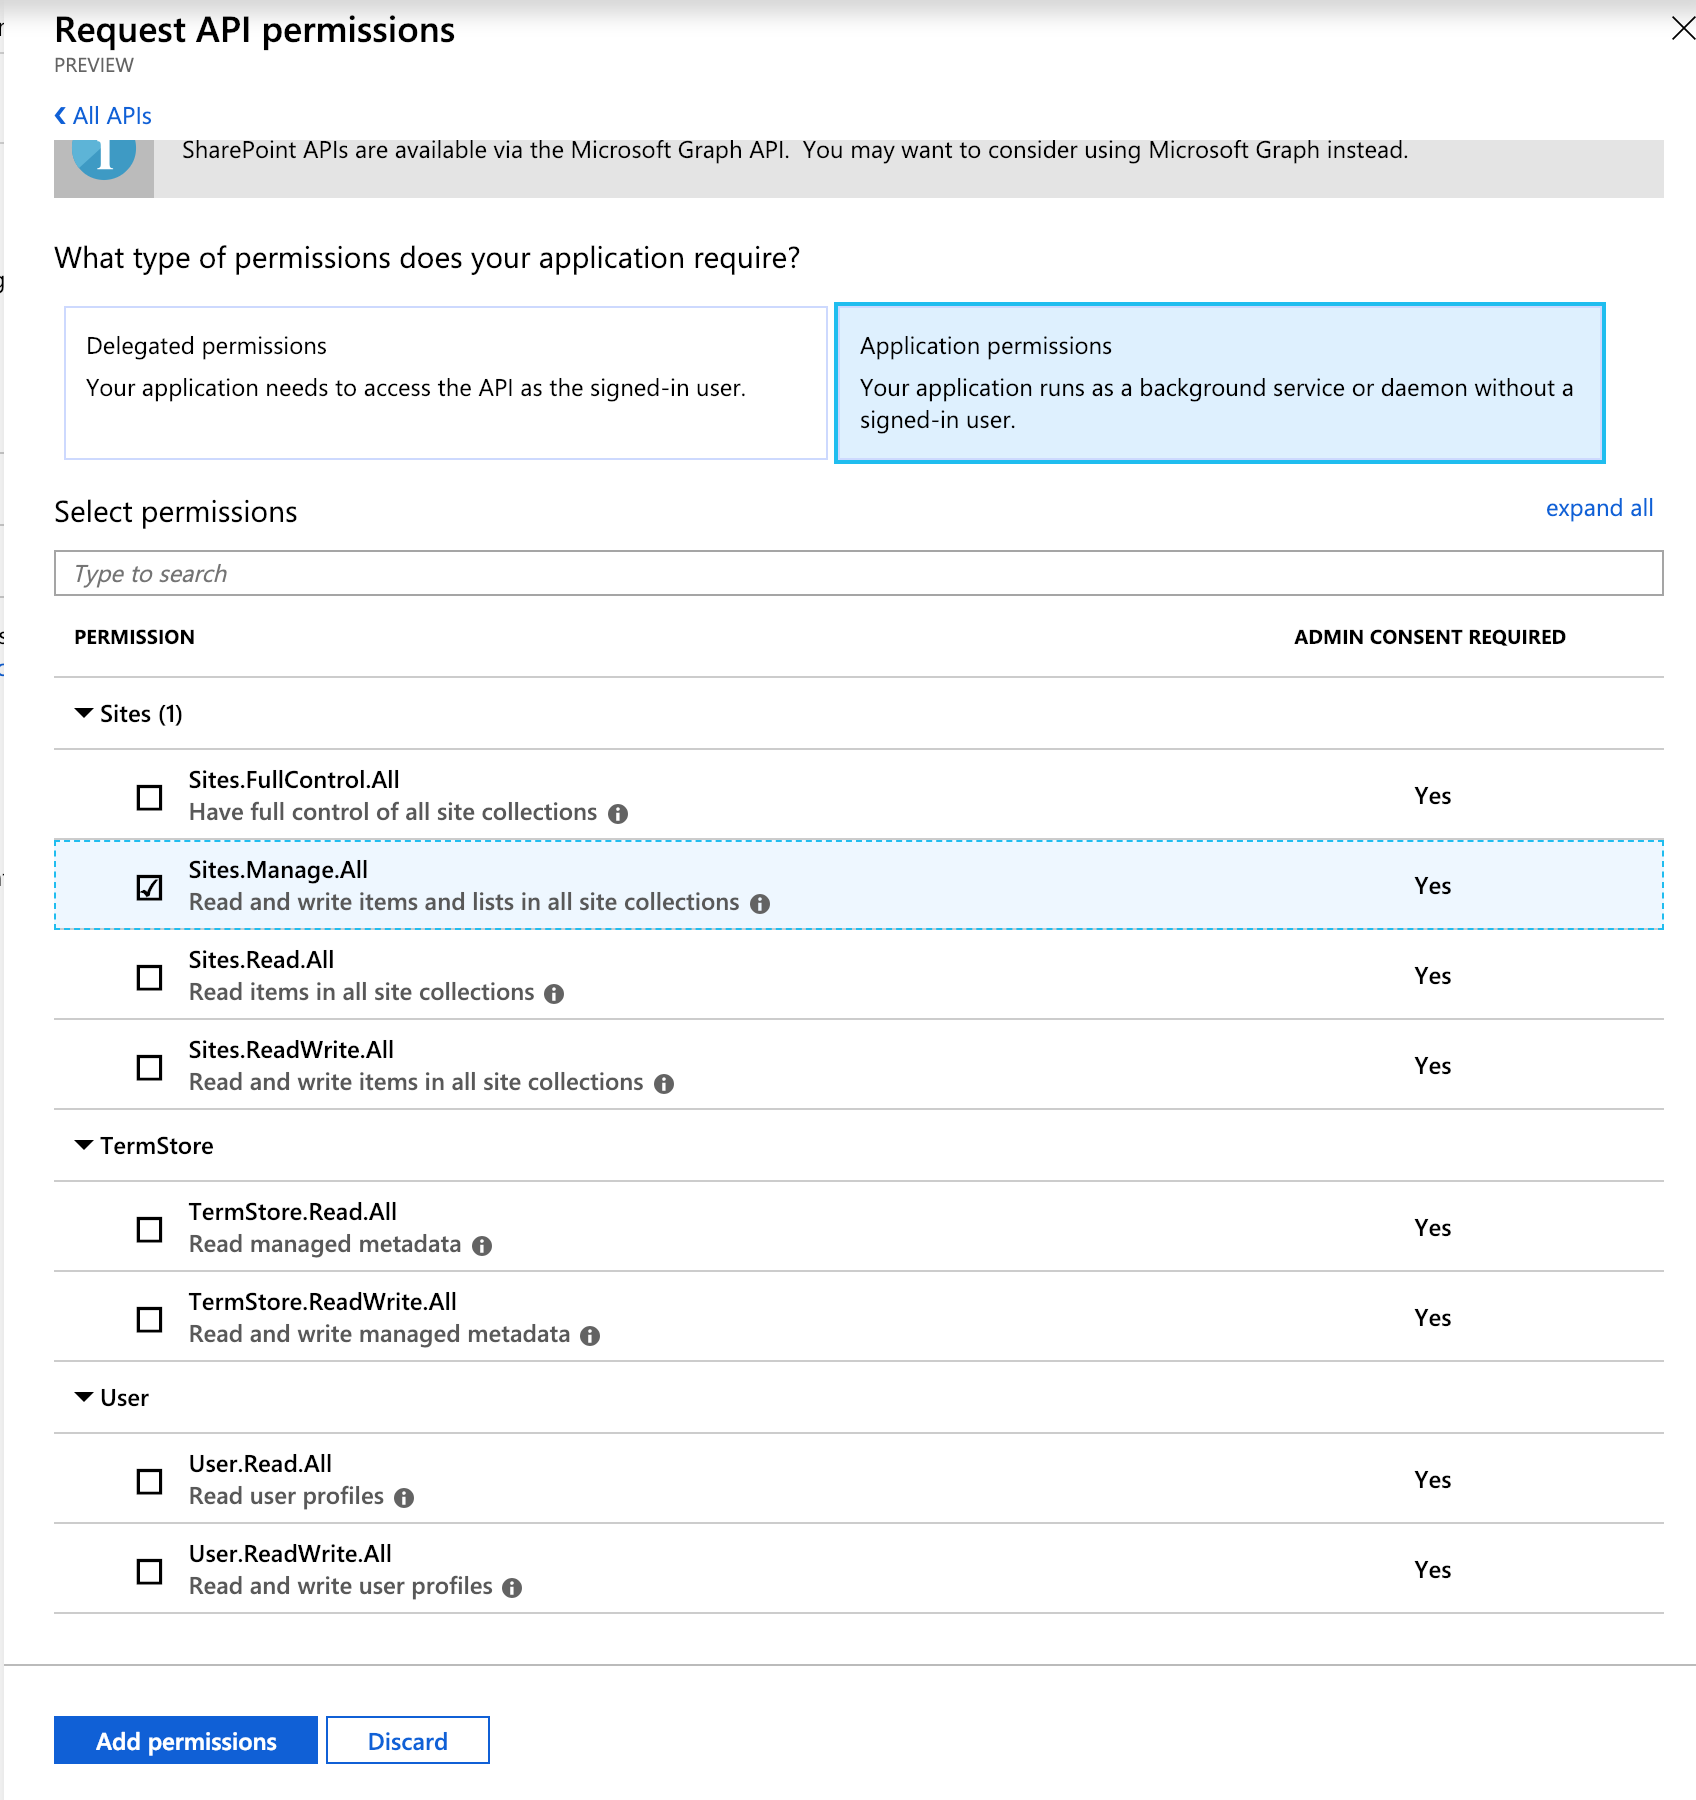 Request API permissions
PREVIEW
All APIs
SharePoint APIs are available via the Microsoft Graph API. You may want to consider using Microsoft Graph instead.
What type of permissions does your application require?
Delegated permissions
Your application needs to access the API as the signed-in user.
Application permissions
Your application runs as a background service or daemon without a
signed-in user.
Select permissions
expand all
Type to search
PERMISSION
ADMIN CONSENT REQUIRED
Sites (1)
Sites.FullControl.All
Have full control of all site collections
Yes
Sites.Manage.All
Read and write items and lists in all site collections
Yes
Sites.Read.All
Read items in all site collections
Yes
Sites.ReadWrite.All
Read and write items in all site collections
Yes
TermStore
TermStore.Read.All
Read managed metadata
Yes
TermStore.ReadWrite.All
Read and write managed metadata
Yes
User
User.Read.All
Read user profiles
Yes
User.ReadWrite.All
Read and write user profiles
Yes
Add permissions
Discard